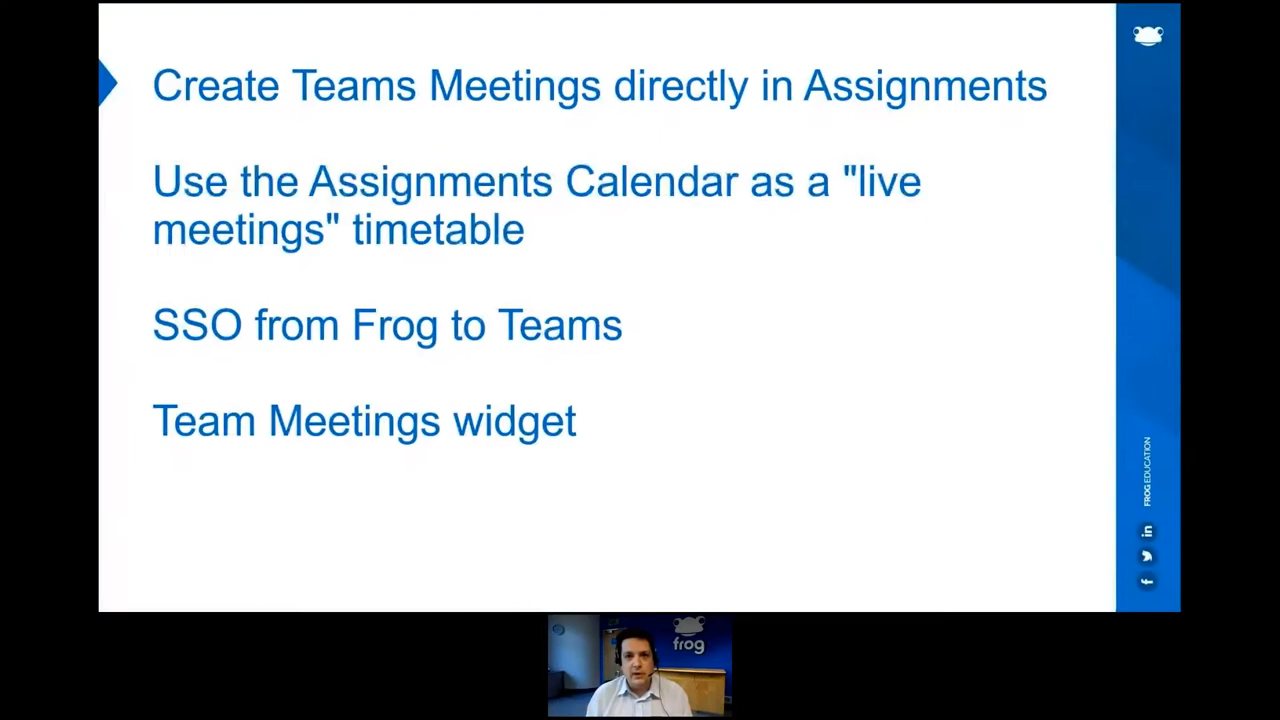 Create Teams Meetings directly in Assignments
Use the Assignments Calendar as a "live
meetings" timetable
SSO from Frog to Teams
Team Meetings widget
FROG EDUCATION
in
f
frog